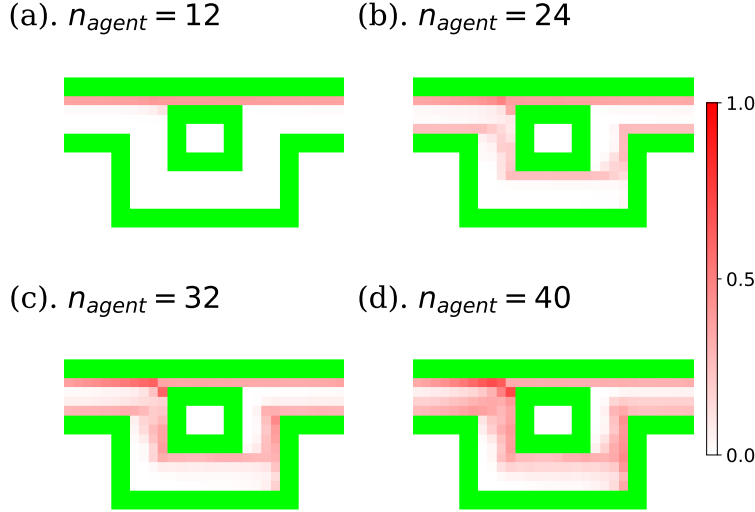 (a). n_agent = 12
(b). n_agent = 24
1.0
0.5
(c). n_agent = 32
(d). n_agent = 40
0.0